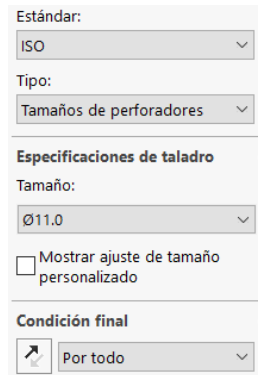 Estándar:
ISO
Tipo:
Tamaños de perforadores
Especificaciones de taladro
Tamaño:
Ø11.0
Mostrar ajuste de tamaño
personalizado
Condición final
Por todo